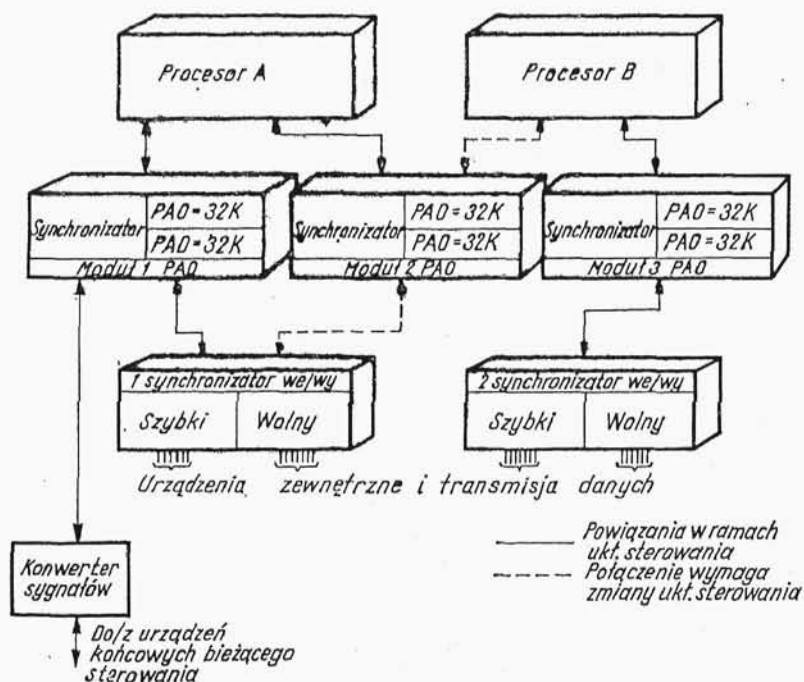 Procesor A
Procesor B
Synchronizator
PAO=32K
PAO=32K
Moduł 1 PAO
Synchronizator
PAO=32K
PAO=32K
Moduł 2 PAO
Synchronizator
PAO=32K
PAO=32K
Moduł 3 PAO
1 synchronizator we/wy
Szybki
Wolny
2 synchronizator we/wy
Szybki
Wolny
Urządzenia zewnętrzne i transmisja danych
Powiązania w ramach
ukł. sterowania
Połączenie wymaga
zmiany ukł. sterowania
Konwerter
sygnałów
Do/z urządzeń
końcowych bieżącego
sterowania